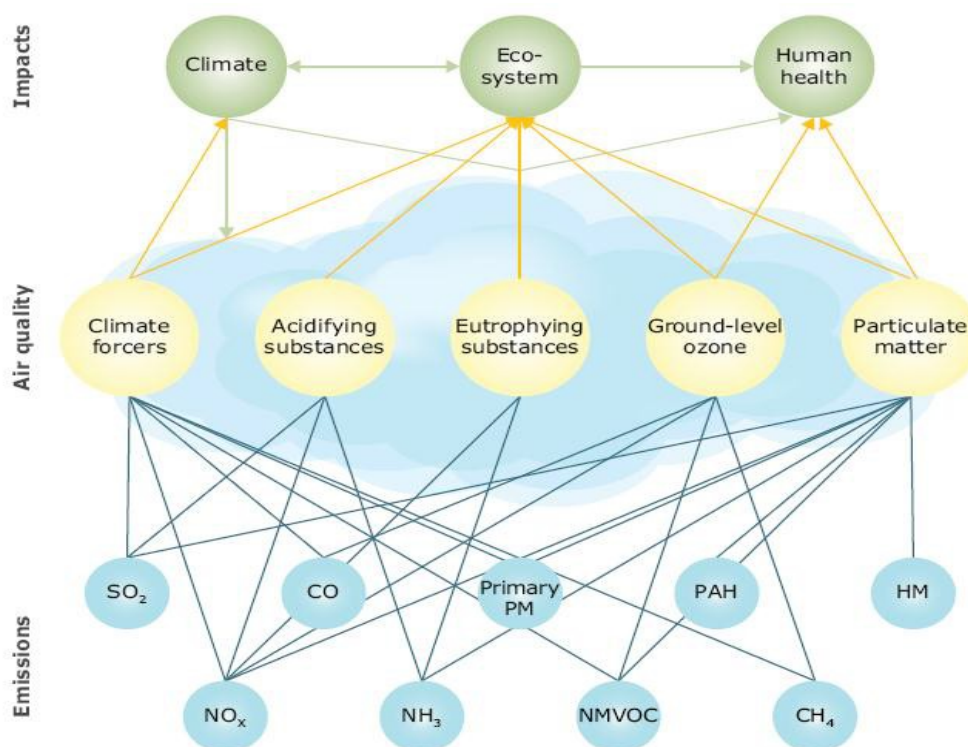 Impacts
Climate
Eco-
system
Human
health
Air quality
Climate
forcers
Acidifying
substances
Eutrophying
substances
Ground-level
ozone
Particulate
matter
Emissions
SO₂
CO
Primary
PM
PAH
HM
NOₓ
NH₃
NMVOC
CH₄